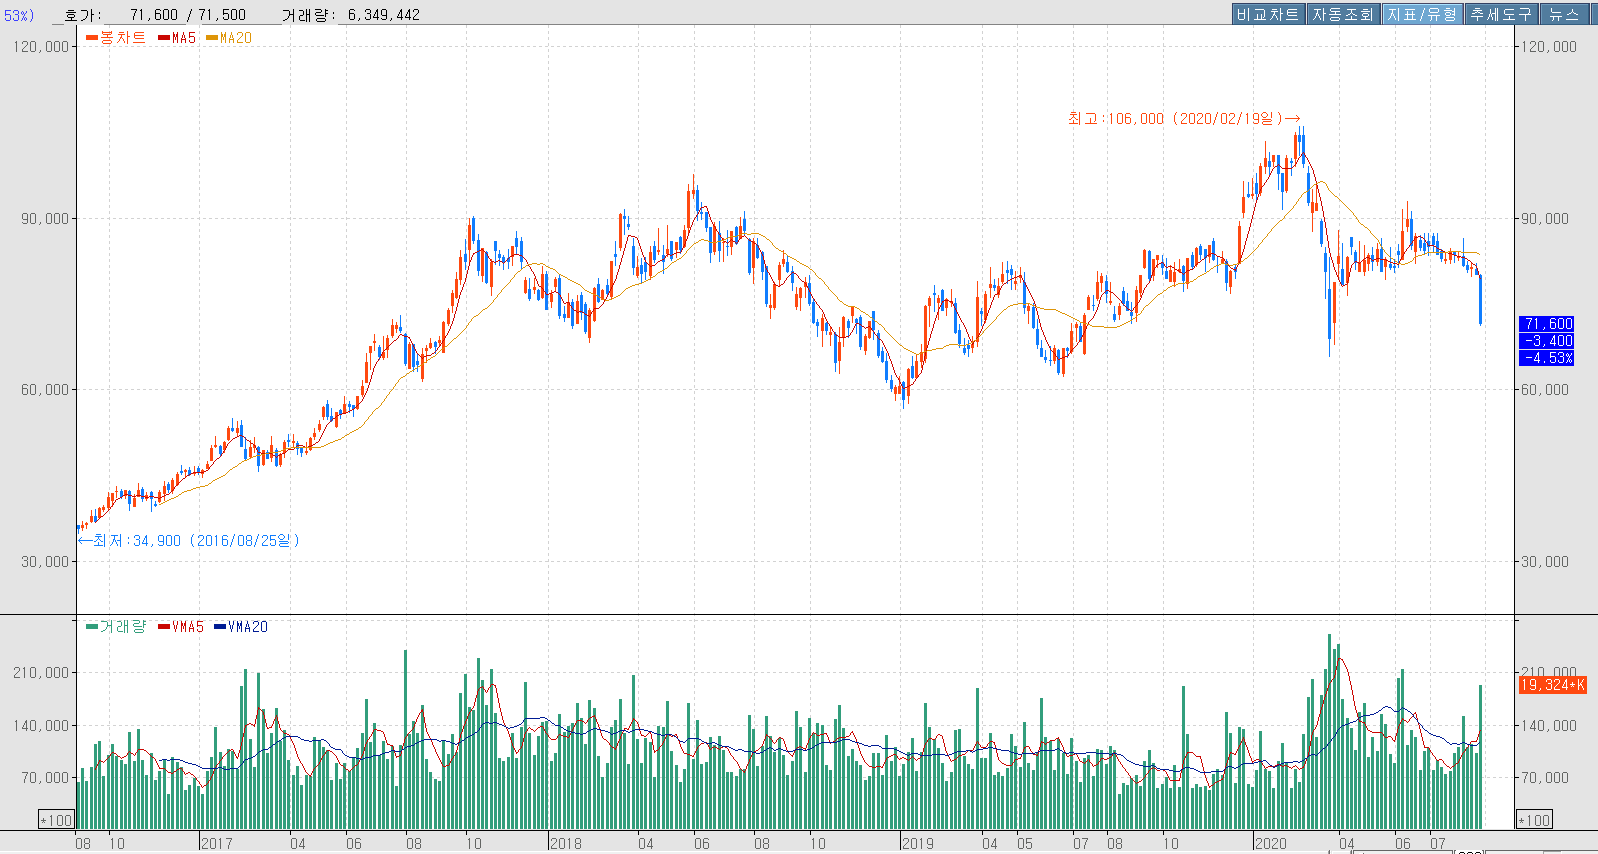 53%) 호가: 71,600 / 71,500 거래량: 6,349,442 비교차트 자동조회 지표/유형 추세도구 뉴스
봉차트 MA5 MA20
120,000 120,000
최고:106,000 (2020/02/19일)→
90,000 90,000
71,600
-3,400
-4.53%
60,000 60,000
←최저:34,900 (2016/08/25일)
30,000 30,000
거래량 VMA5 VMA20
210,000 210,000
19,324*K
140,000 140,000
70,000 70,000
*100 *100
08 10 2017 04 06 08 10 2018 04 06 08 10 2019 04 05 07 08 10 2020 04 06 07